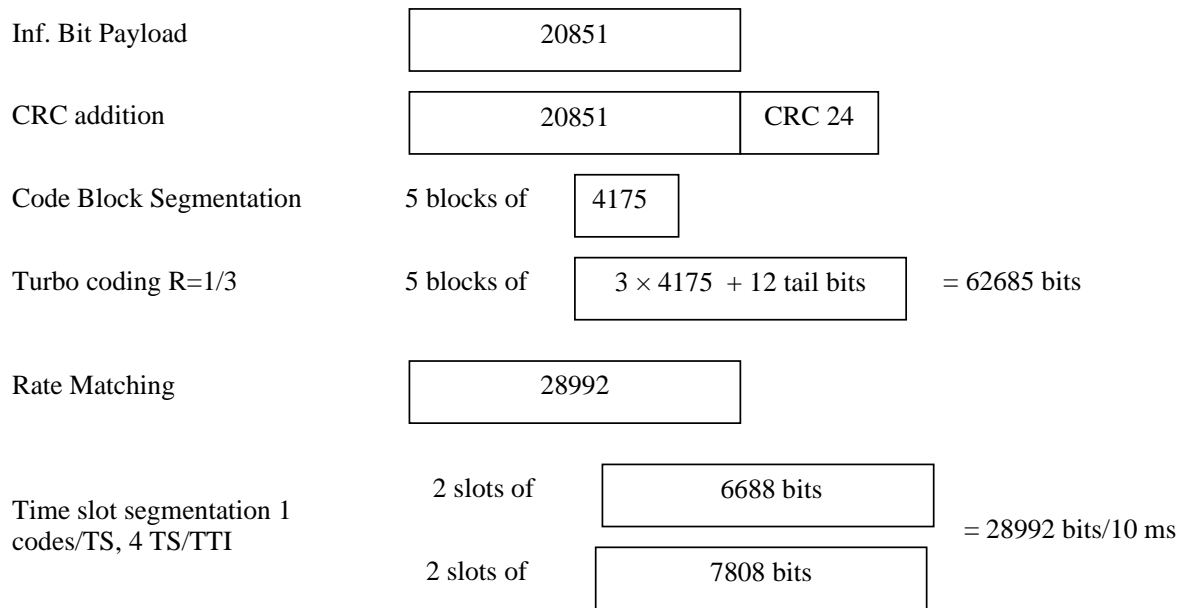 Inf. Bit Payload
20851
CRC addition
20851
CRC 24
Code Block Segmentation
5 blocks of
4175
Turbo coding R=1/3
5 blocks of
3 × 4175 + 12 tail bits
= 62685 bits
Rate Matching
28992
Time slot segmentation 1
codes/TS, 4 TS/TTI
2 slots of
6688 bits
= 28992 bits/10 ms
2 slots of
7808 bits